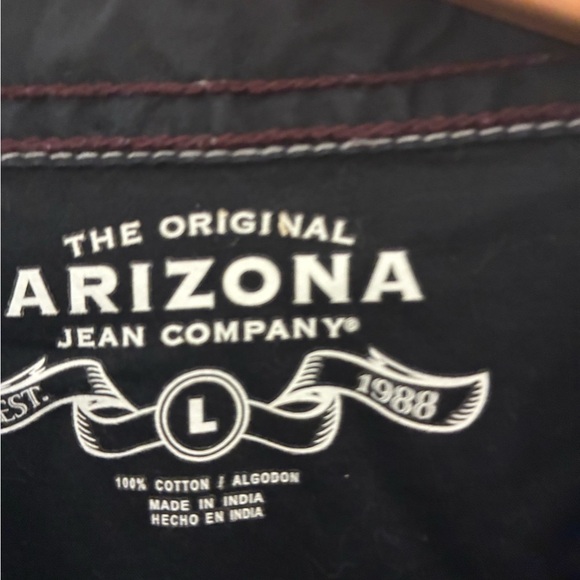 THE ORIGINAL
ARIZONA
JEAN COMPANY®
EST. L 1988
100% COTTON / ALGODON
MADE IN INDIA
HECHO EN INDIA